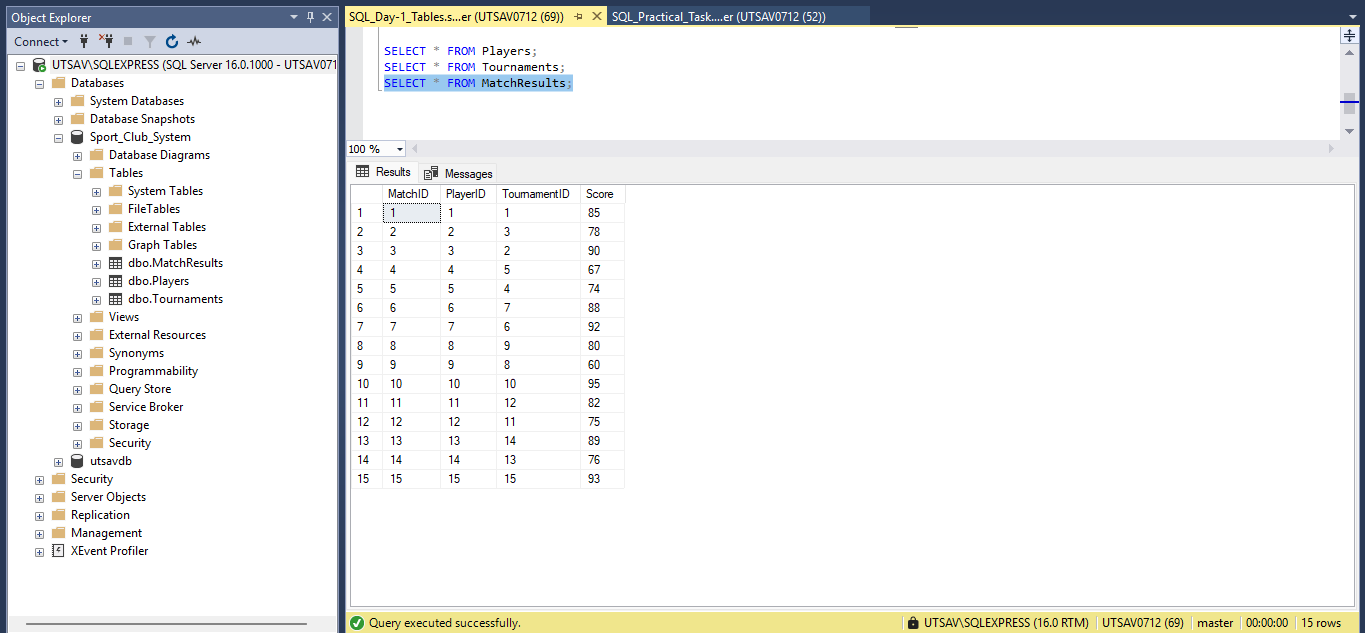 Object Explorer
Connect
UTSAV\SQLEXPRESS (SQL Server 16.0.1000 - UTSAV071
Databases
System Databases
Database Snapshots
Sport_Club_System
Database Diagrams
Tables
System Tables
FileTables
External Tables
Graph Tables
dbo.MatchResults
dbo.Players
dbo.Tournaments
Views
External Resources
Synonyms
Programmability
Query Store
Service Broker
Storage
Security
utsavdb
Security
Server Objects
Replication
Management
XEvent Profiler
SQL_Day-1_Tables.s...er (UTSAV0712 (69)) SQL_Practical_Task....er (UTSAV0712 (52))
SELECT * FROM Players;
SELECT * FROM Tournaments;
SELECT * FROM MatchResults;
100 %
Results Messages
MatchID PlayerID TournamentID Score
1 1 1 1 85
2 2 2 3 78
3 3 3 2 90
4 4 4 5 67
5 5 5 4 74
6 6 6 7 88
7 7 7 6 92
8 8 8 9 80
9 9 9 8 60
10 10 10 10 95
11 11 11 12 82
12 12 12 11 75
13 13 13 14 89
14 14 14 13 76
15 15 15 15 93
Query executed successfully. UTSAV\SQLEXPRESS (16.0 RTM) UTSAV0712 (69) master 00:00:00 15 rows